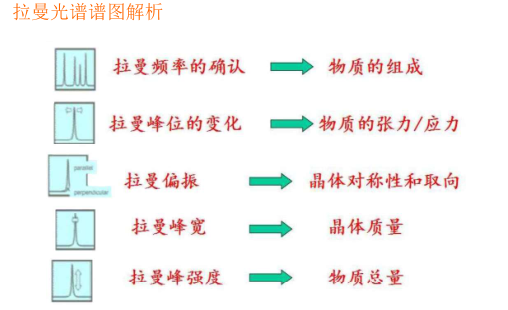 拉曼光谱谱图解析
拉曼频率的确认 物质的组成
拉曼峰位的变化 物质的张力/应力
parallel
perpendicular
拉曼偏振 晶体对称性和取向
拉曼峰宽 晶体质量
拉曼峰强度 物质总量